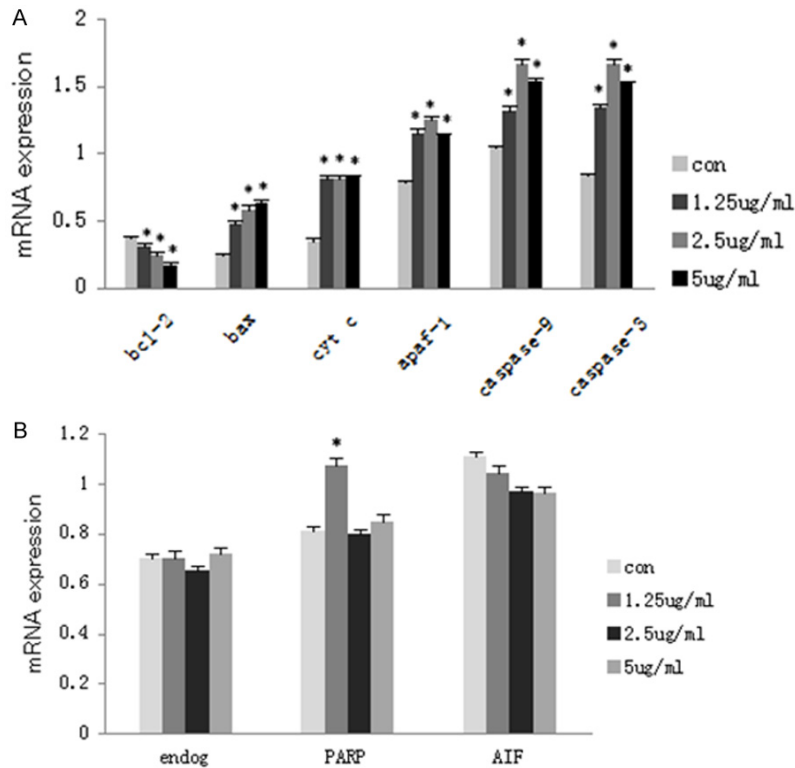 A
mRNA expression
2
1.5
1
0.5
0
* * * * * * * * * * * * * * * * * *
bcl-2 bax cyt c apaf-1 caspase-9 caspase-3
con
1.25ug/ml
2.5ug/ml
5ug/ml
B
mRNA expression
1.2
1
0.8
0.6
0.4
0.2
0
*
endog PARP AIF
con
1.25ug/ml
2.5ug/ml
5ug/ml